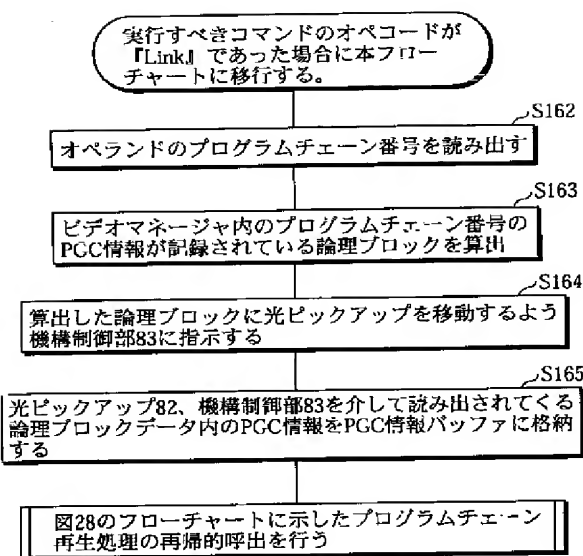 実行すべきコマンドのオペコードが
『Link』であった場合に本フロー
チャートに移行する。
S162
オペランドのプログラムチェーン番号を読み出す
S163
ビデオマネージャ内のプログラムチェーン番号の
PGC情報が記録されている論理ブロックを算出
S164
算出した論理ブロックに光ピックアップを移動するよう
機構制御部83に指示する
S165
光ピックアップ82、機構制御部83を介して読み出されてくる
論理ブロックデータ内のPGC情報をPGC情報バッファに格納
する
図28のフローチャートに示したプログラムチェーン
再生処理の再帰的呼出を行う